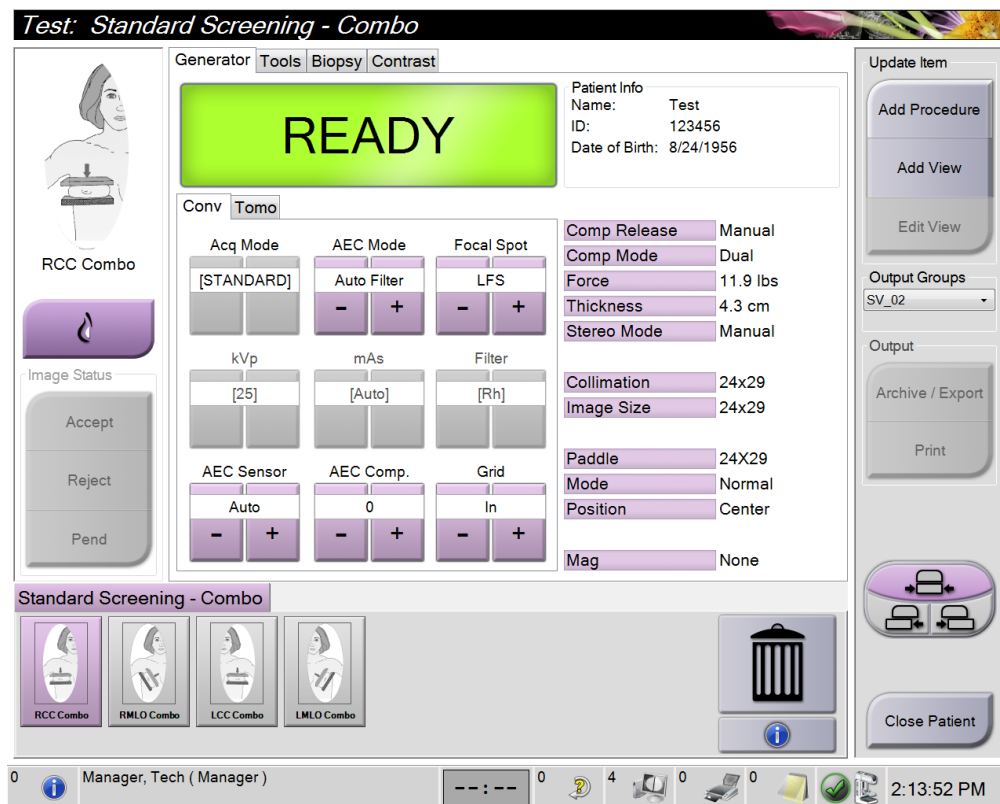 Test: Standard Screening - Combo
Generator Tools Biopsy Contrast
READY
Patient Info
Name: Test
ID: 123456
Date of Birth: 8/24/1956
RCC Combo
Image Status
Accept
Reject
Pend
Conv Tomo
Acq Mode AEC Mode Focal Spot
[STANDARD] Auto Filter LFS
- + - +
kVp mAs Filter
[25] [Auto] [Rh]
AEC Sensor AEC Comp. Grid
Auto 0 In
- + - + - +
Comp Release Manual
Comp Mode Dual
Force 11.9 lbs
Thickness 4.3 cm
Stereo Mode Manual
Collimation 24x29
Image Size 24x29
Paddle 24X29
Mode Normal
Position Center
Mag None
Update Item
Add Procedure
Add View
Edit View
Output Groups
SV_02
Output
Archive / Export
Print
Close Patient
Standard Screening - Combo
RCC Combo RMLO Combo LCC Combo LMLO Combo
0 Manager, Tech ( Manager ) --:-- 0 4 0 0 2:13:52 PM